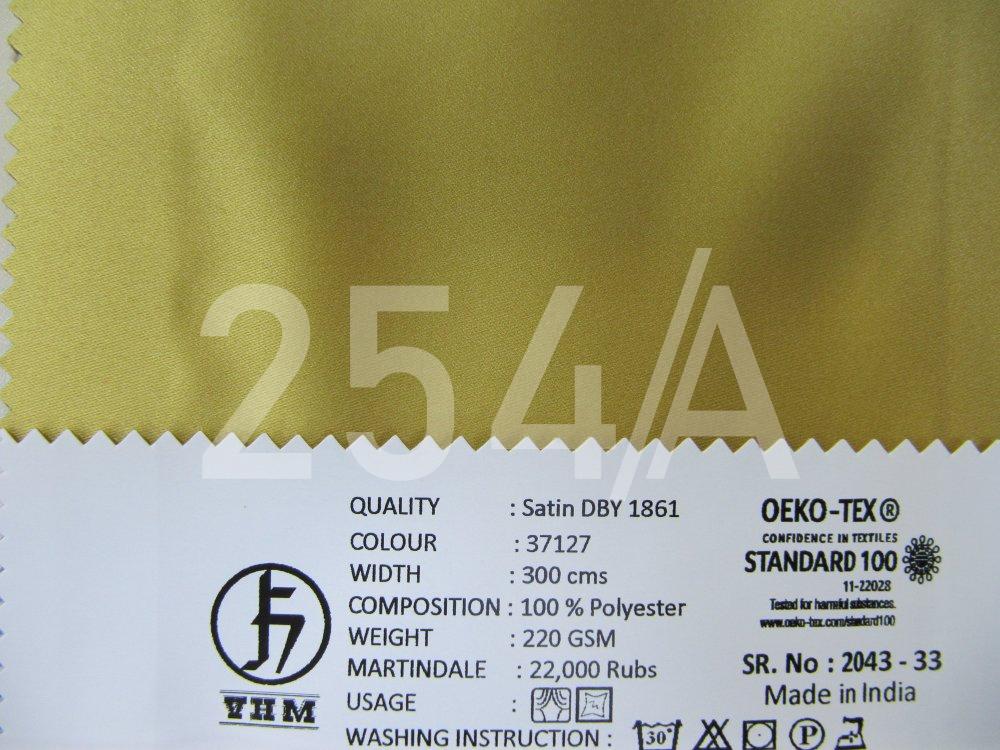 254/A
QUALITY : Satin DBY 1861
COLOUR : 37127
WIDTH : 300 cms
COMPOSITION : 100 % Polyester
WEIGHT : 220 GSM
MARTINDALE : 22,000 Rubs
USAGE :
WASHING INSTRUCTION : 30° P
VHM
OEKO-TEX®
CONFIDENCE IN TEXTILES
STANDARD 100
11-22028
Tested for harmful substances.
www.oeko-tex.com/standard100
SR. No : 2043 - 33
Made in India